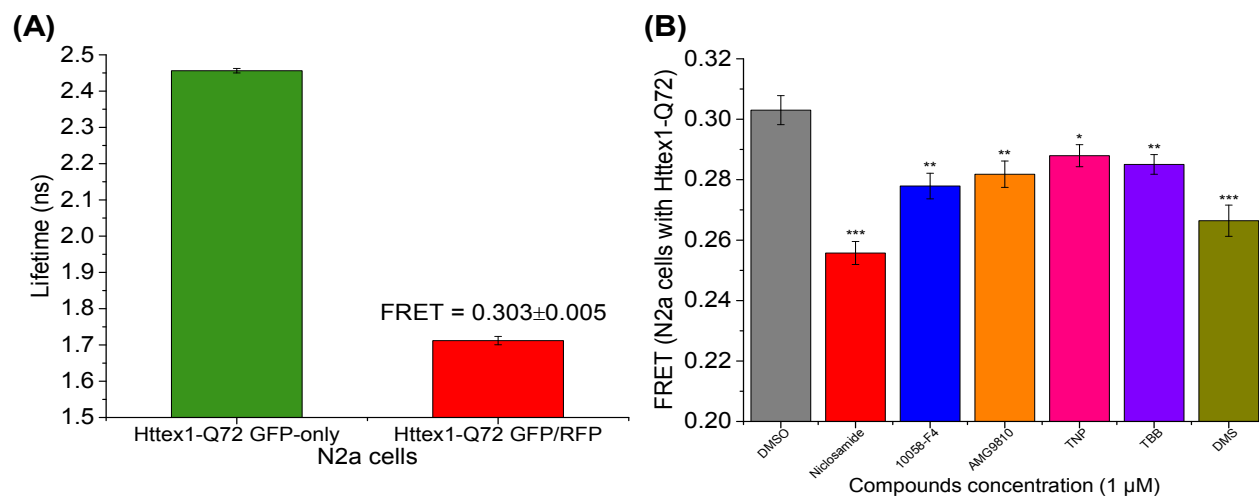 (A)
Lifetime (ns)
2.5
2.4
2.3
2.2
2.1
2.0
1.9
1.8
1.7
1.6
1.5
FRET = 0.303±0.005
Httex1-Q72 GFP-only
Httex1-Q72 GFP/RFP
N2a cells
(B)
FRET (N2a cells with Httex1-Q72)
0.32
0.30
0.28
0.26
0.24
0.22
0.20
***
**
**
*
**
***
DMSO
Niclosamide
10058-F4
AMG9810
TNP
TBB
DMS
Compounds concentration (1 µM)